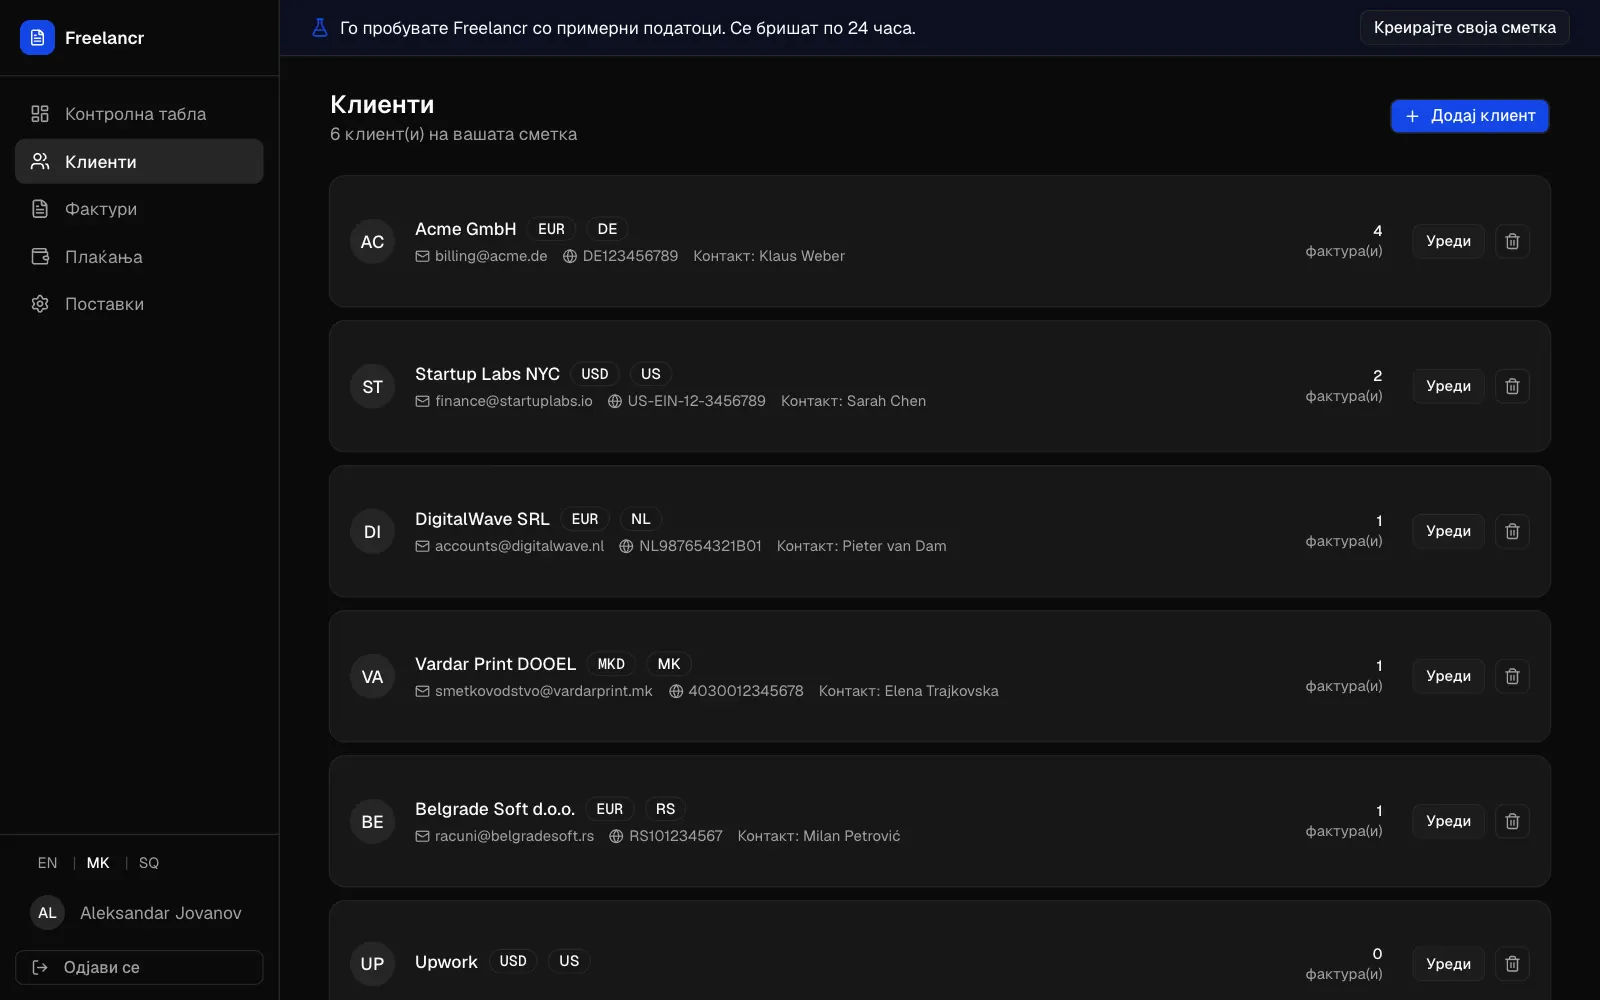 Freelancr
Контролна табла
Клиенти
Фактури
Плаќања
Поставки
EN | MK | SQ
AL Aleksandar Jovanov
Одјави се
Го пробувате Freelancr со примерни податоци. Се бришат по 24 часа.
Креирајте своја сметка
Клиенти
6 клиент(и) на вашата сметка
+ Додај клиент
AC
Acme GmbH EUR DE
billing@acme.de DE123456789 Контакт: Klaus Weber
4
фактура(и)
Уреди
ST
Startup Labs NYC USD US
finance@startuplabs.io US-EIN-12-3456789 Контакт: Sarah Chen
2
фактура(и)
Уреди
DI
DigitalWave SRL EUR NL
accounts@digitalwave.nl NL987654321B01 Контакт: Pieter van Dam
1
фактура(и)
Уреди
VA
Vardar Print DOOEL MKD MK
smetkovodstvo@vardarprint.mk 4030012345678 Контакт: Elena Trajkovska
1
фактура(и)
Уреди
BE
Belgrade Soft d.o.o. EUR RS
racuni@belgradesoft.rs RS101234567 Контакт: Milan Petrović
1
фактура(и)
Уреди
UP
Upwork USD US
0
фактура(и)
Уреди